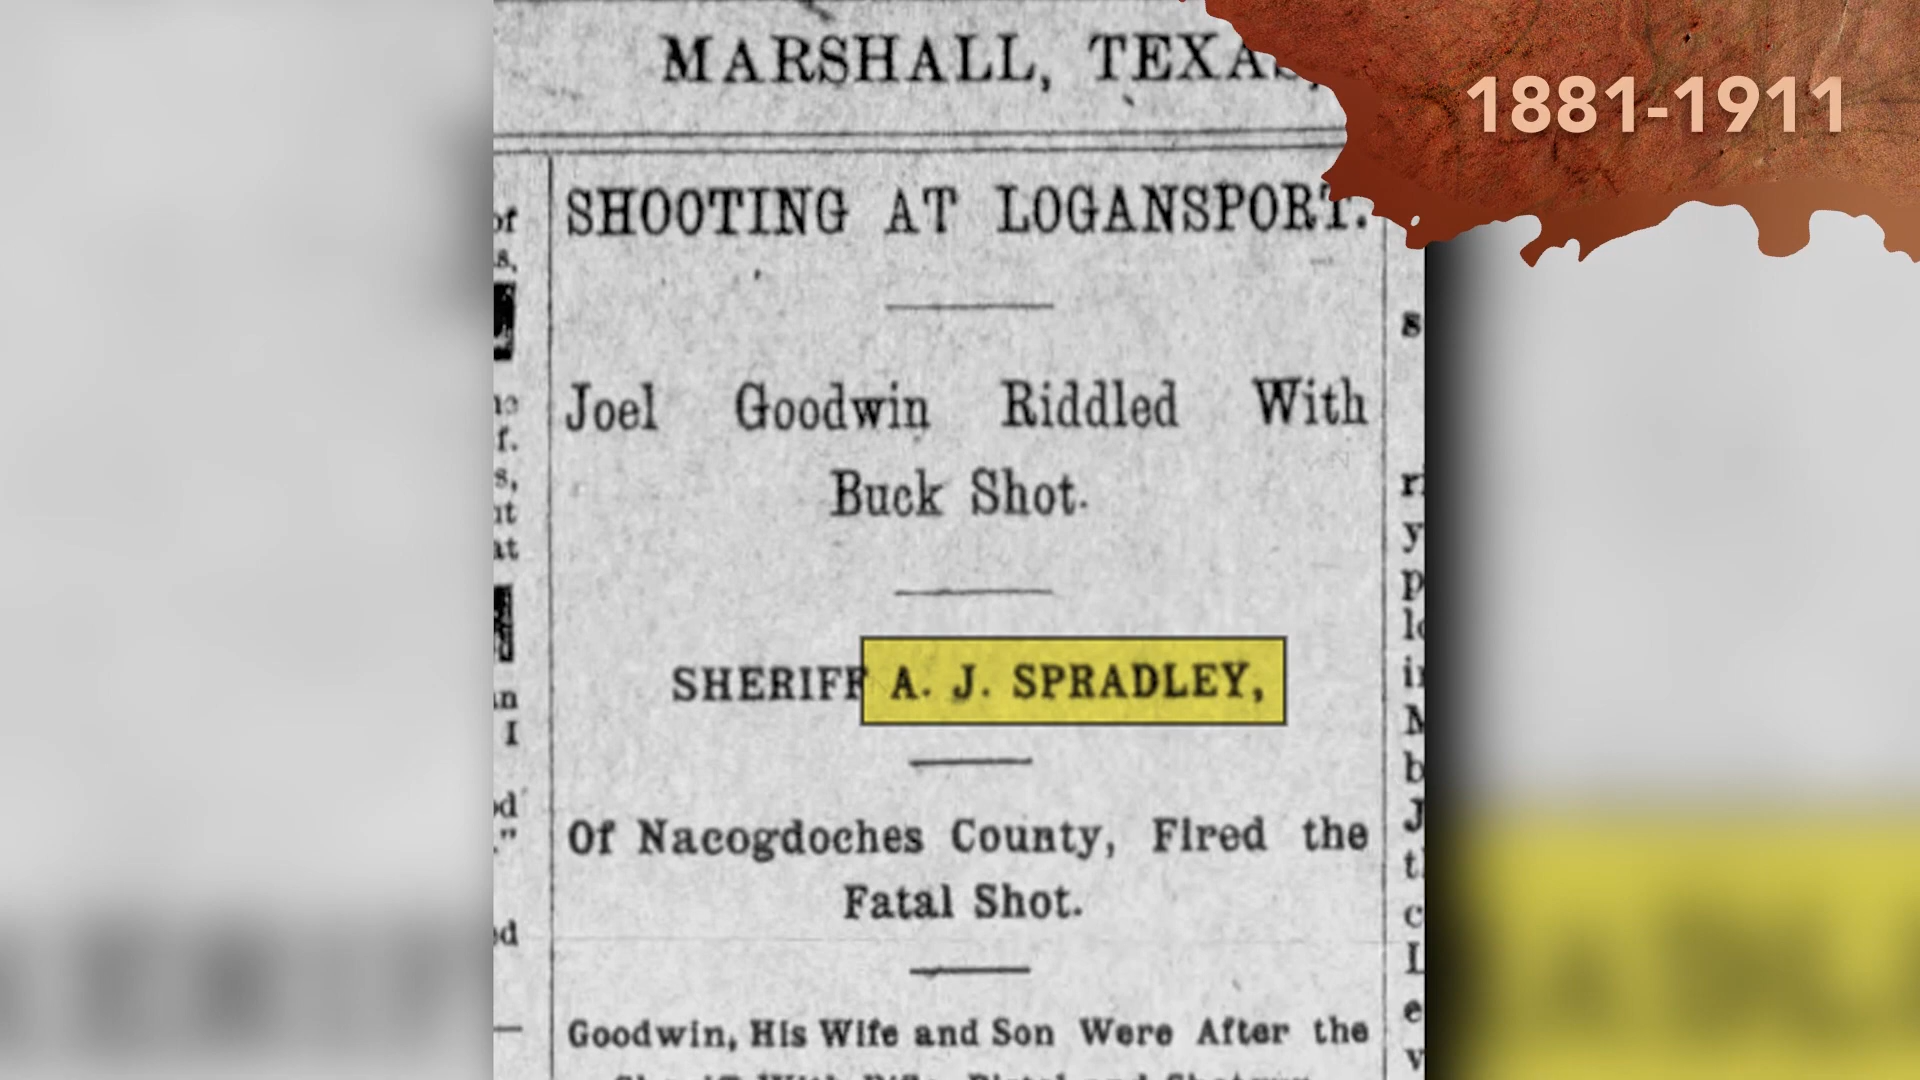 MARSHALL, TEXAS,
1881-1911
SHOOTING AT LOGANSPORT.
Joel Goodwin Riddled With
Buck Shot.
SHERIFF A. J. SPRADLEY,
Of Nacogdoches County, Fired the
Fatal Shot.
Goodwin, His Wife and Son Were After the